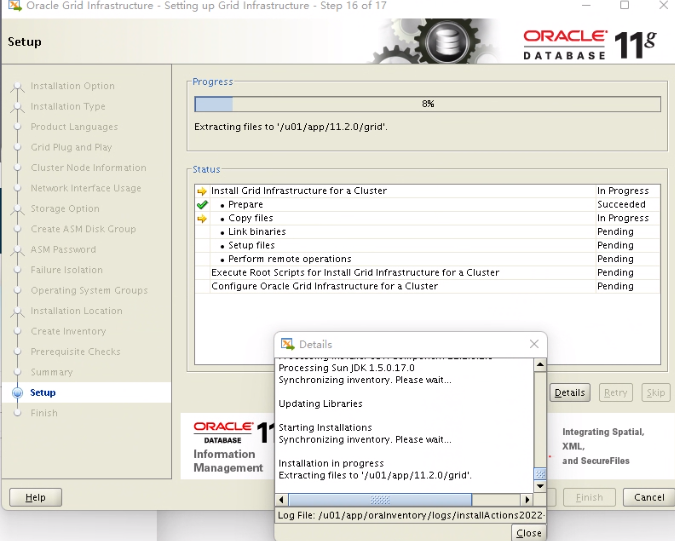 Oracle Grid Infrastructure - Setting up Grid Infrastructure - Step 16 of 17
Setup
ORACLE 11g
DATABASE
Installation Option
Installation Type
Product Languages
Grid Plug and Play
Cluster Node Information
Network Interface Usage
Storage Option
Create ASM Disk Group
ASM Password
Failure Isolation
Operating System Groups
Installation Location
Create Inventory
Prerequisite Checks
Summary
Setup
Finish
Progress
8%
Extracting files to '/u01/app/11.2.0/grid'.
Status
Install Grid Infrastructure for a Cluster In Progress
• Prepare Succeeded
• Copy files In Progress
• Link binaries Pending
• Setup files Pending
• Perform remote operations Pending
Execute Root Scripts for Install Grid Infrastructure for a Cluster Pending
Configure Oracle Grid Infrastructure for a Cluster Pending
Details
Processing Sun JDK 1.5.0.17.0
Synchronizing inventory. Please wait...
Updating Libraries
Starting Installations
Synchronizing inventory. Please wait...
Installation in progress
Extracting files to '/u01/app/11.2.0/grid'.
Log File: /u01/app/oraInventory/logs/installActions2022-
Close
Details Retry Skip
ORACLE 11
DATABASE
Information
Management
Integrating Spatial,
XML,
and SecureFiles
Help Finish Cancel